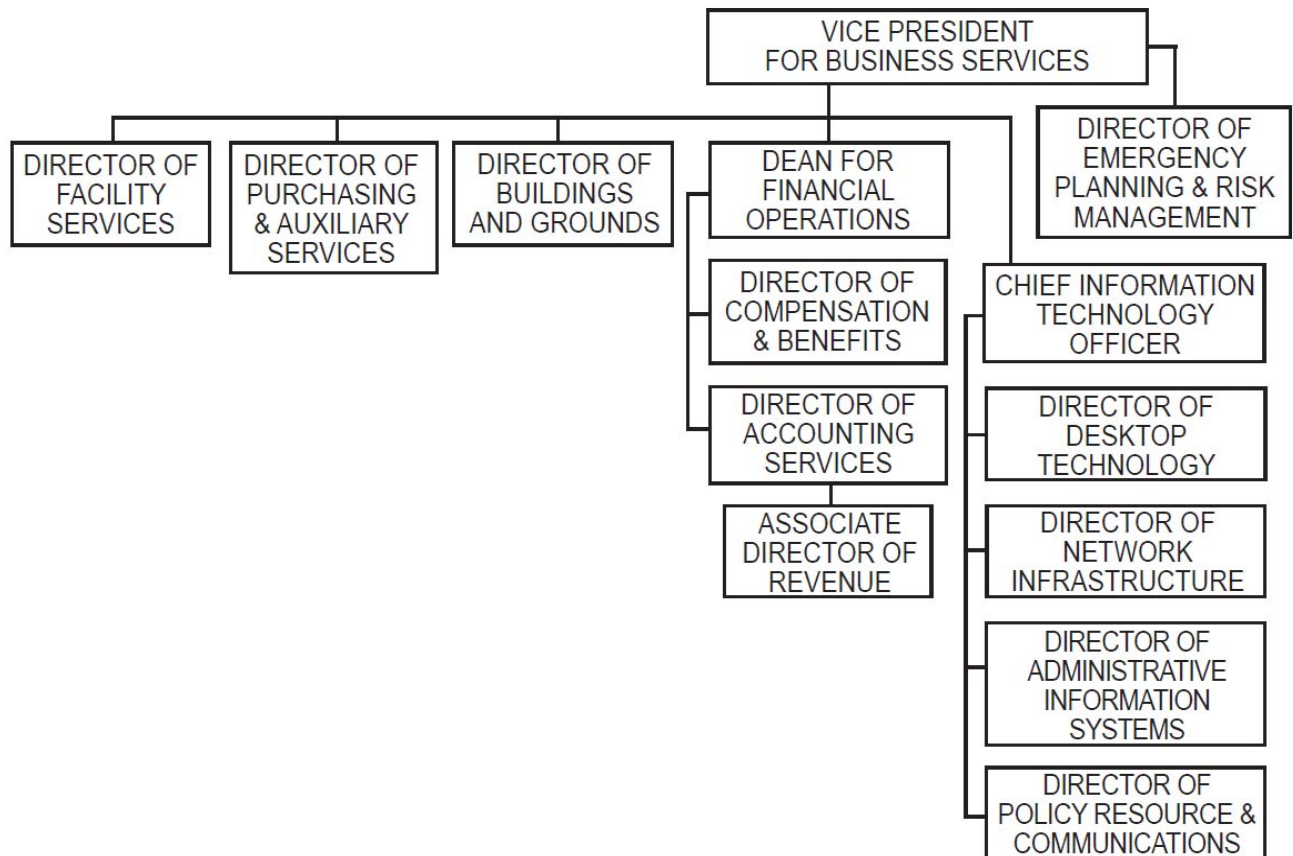 VICE PRESIDENT
FOR BUSINESS SERVICES
DIRECTOR OF
EMERGENCY
PLANNING & RISK
MANAGEMENT
DIRECTOR OF
FACILITY
SERVICES
DIRECTOR OF
PURCHASING
& AUXILIARY
SERVICES
DIRECTOR OF
BUILDINGS
AND GROUNDS
DEAN FOR
FINANCIAL
OPERATIONS
DIRECTOR OF
COMPENSATION
& BENEFITS
DIRECTOR OF
ACCOUNTING
SERVICES
ASSOCIATE
DIRECTOR OF
REVENUE
CHIEF INFORMATION
TECHNOLOGY
OFFICER
DIRECTOR OF
DESKTOP
TECHNOLOGY
DIRECTOR OF
NETWORK
INFRASTRUCTURE
DIRECTOR OF
ADMINISTRATIVE
INFORMATION
SYSTEMS
DIRECTOR OF
POLICY RESOURCE &
COMMUNICATIONS